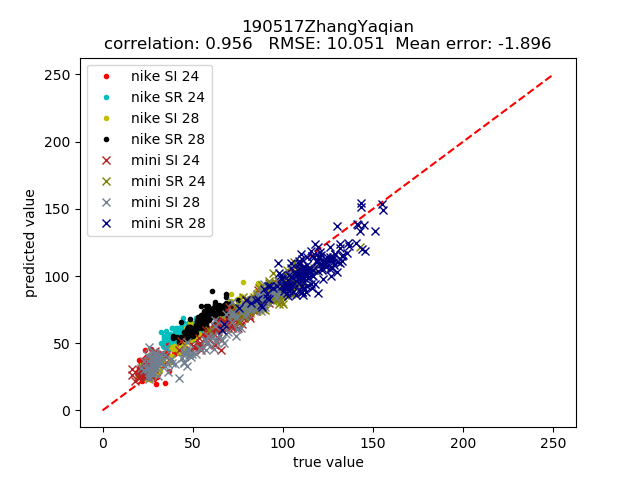 190517ZhangYaqian
correlation: 0.956 RMSE: 10.051 Mean error: -1.896
250
200
150
100
50
0
predicted value
nike SI 24
nike SR 24
nike SI 28
nike SR 28
mini SI 24
mini SR 24
mini SI 28
mini SR 28
0 50 100 150 200 250
true value